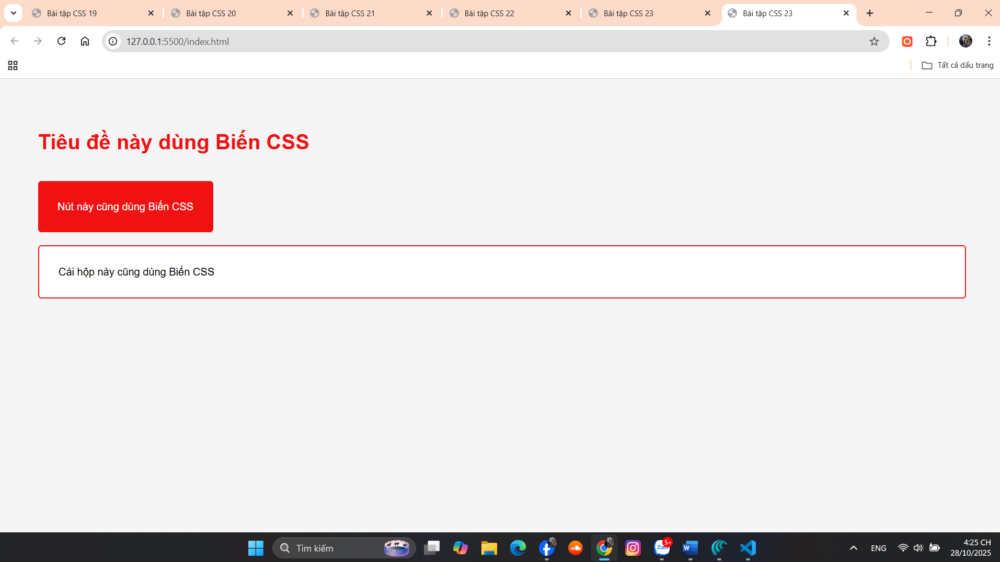 Bài tập CSS 19
Bài tập CSS 20
Bài tập CSS 21
Bài tập CSS 22
Bài tập CSS 23
Bài tập CSS 23
127.0.0.1:5500/index.html
Tất cả dấu trang
Tiêu đề này dùng Biến CSS
Nút này cũng dùng Biến CSS
Cái hộp này cũng dùng Biến CSS
Tìm kiếm
Zalo
5+
W
ENG
4:25 CH
28/10/2025